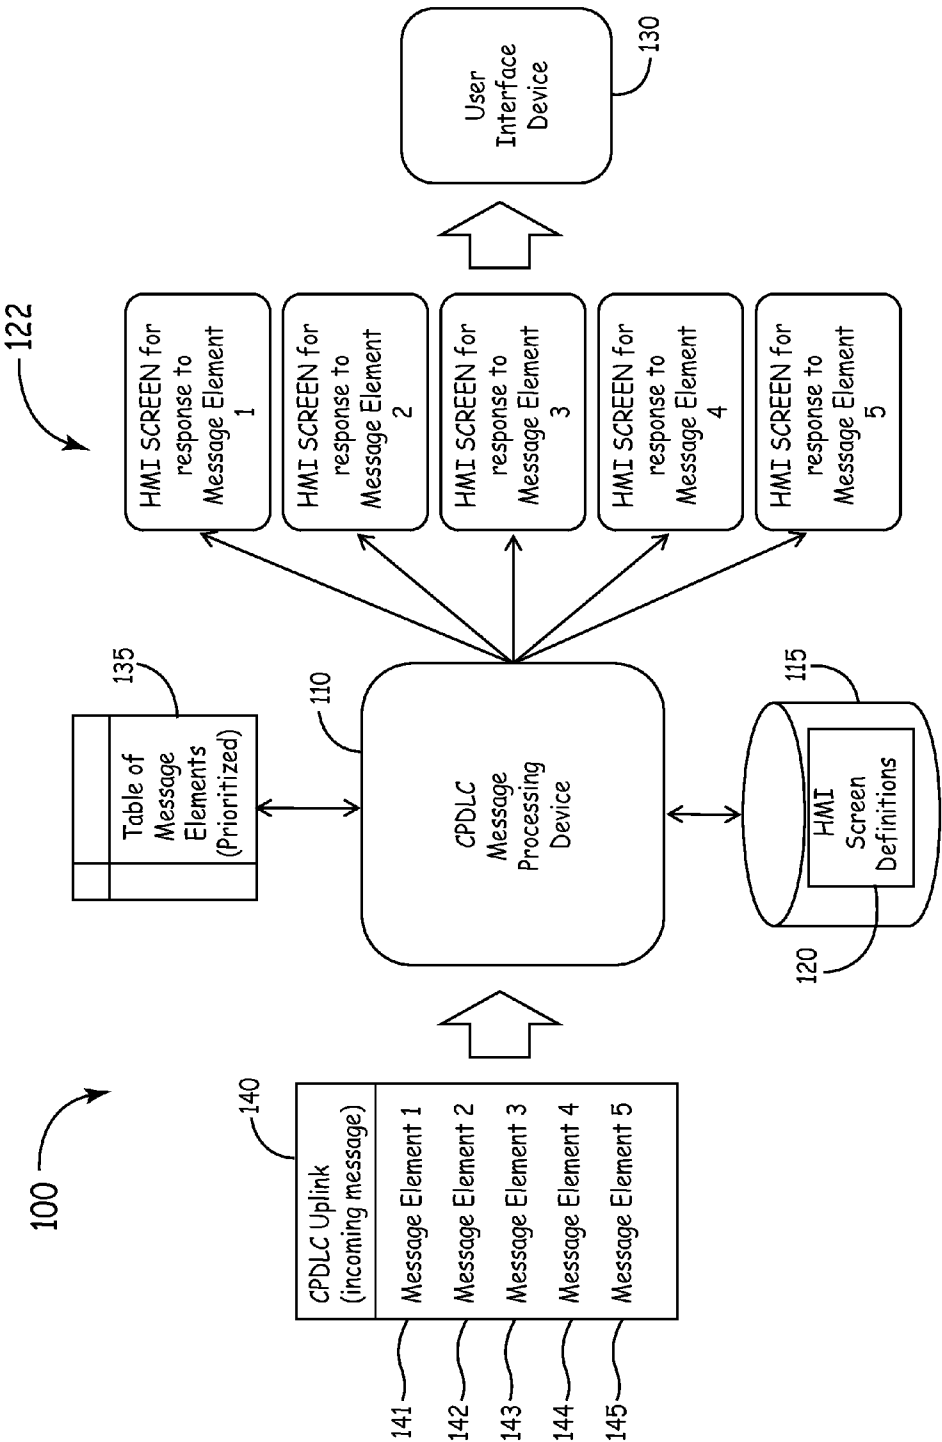 100
122
140
CPDLC Uplink
(incoming message)
Message Element 1
Message Element 2
Message Element 3
Message Element 4
Message Element 5
141
142
143
144
145
135
Table of
Message
Elements
(Prioritized)
110
CPDLC
Message
Processing
Device
115
HMI
Screen
Definitions
120
HMI SCREEN for
response to
Message Element
1
HMI SCREEN for
response to
Message Element
2
HMI SCREEN for
response to
Message Element
3
HMI SCREEN for
response to
Message Element
4
HMI SCREEN for
response to
Message Element
5
User
Interface
Device
130